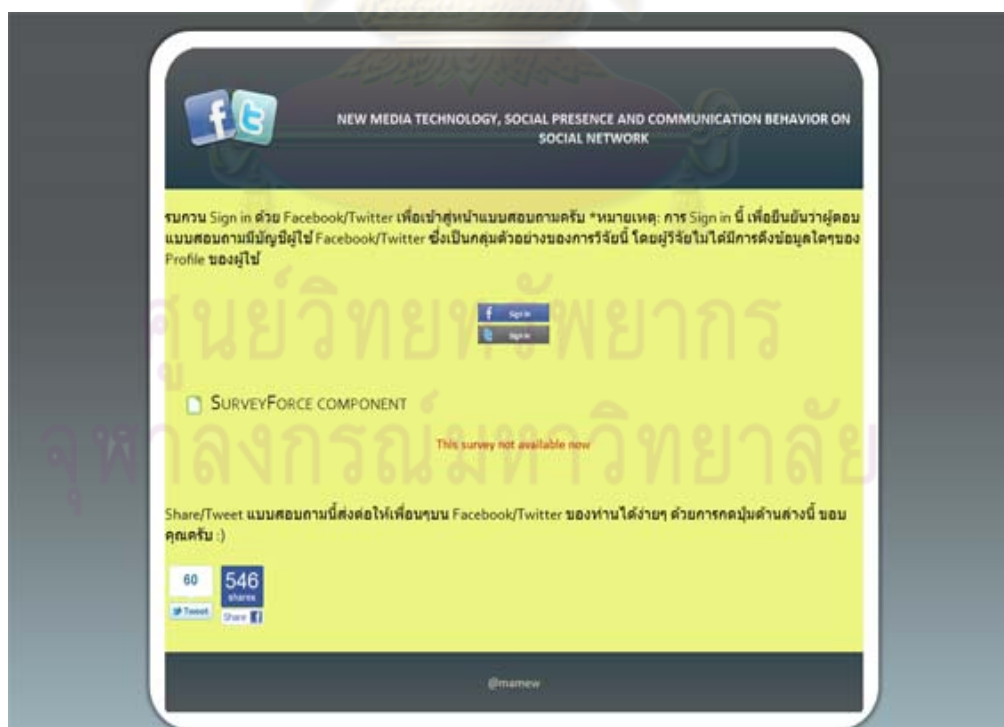 NEW MEDIA TECHNOLOGY, SOCIAL PRESENCE AND COMMUNICATION BEHAVIOR ON
SOCIAL NETWORK
รบกวน Sign in ด้วย Facebook/Twitter เพื่อเข้าสู่หน้าแบบสอบถามครับ *หมายเหตุ: การ Sign in นี้ เพื่อยืนยันว่าผู้ตอบ
แบบสอบถามมีบัญชีผู้ใช้ Facebook/Twitter ซึ่งเป็นกลุ่มตัวอย่างของการวิจัยนี้ โดยผู้วิจัยไม่ได้มีการดึงข้อมูลใดๆของ
Profile ของผู้ใช้
Sign in
Sign in
ศูนย์วิทยทรัพยากร
SURVEYFORCE COMPONENT
This survey not available now
จุฬาลงกรณ์มหาวิทยาลัย
Share/Tweet แบบสอบถามนี้ส่งต่อให้เพื่อนๆบน Facebook/Twitter ของท่านได้ง่ายๆ ด้วยการกดปุ่มด้านล่างนี้ ขอบ
คุณครับ :)
60 546
shares
Tweet Share
@mamew